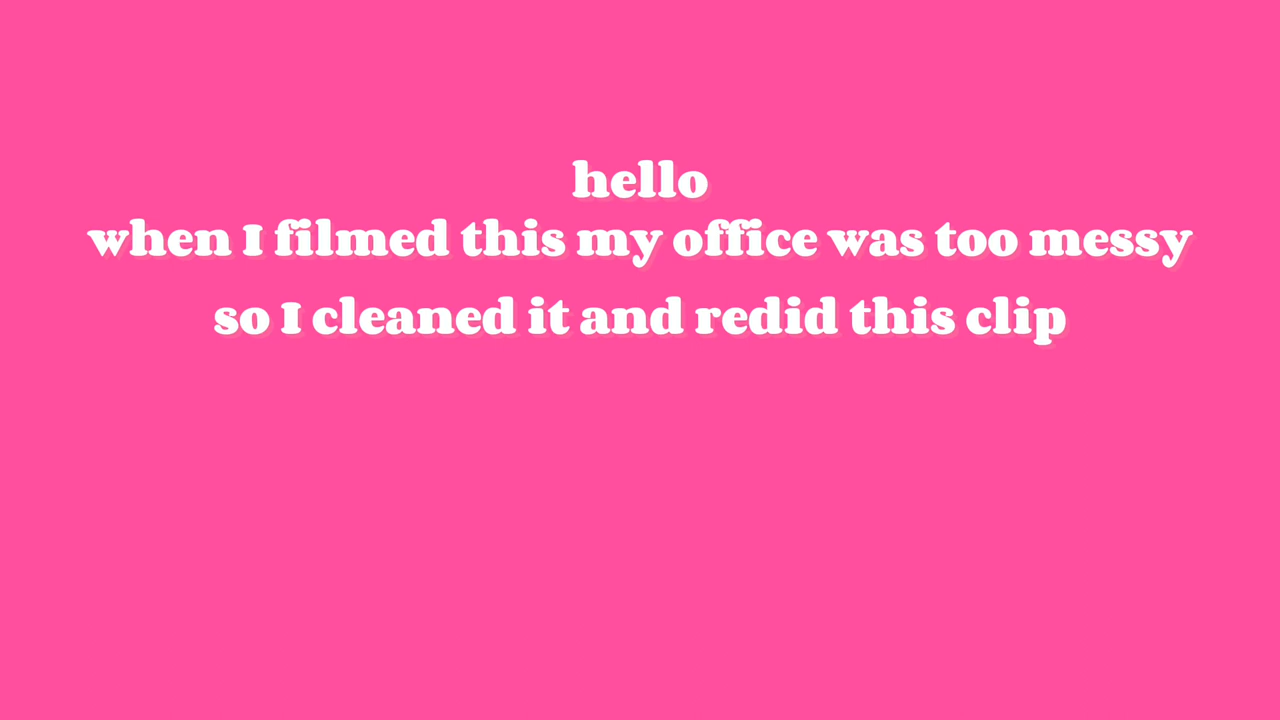 hello
when I filmed this my office was too messy
so I cleaned it and redid this clip